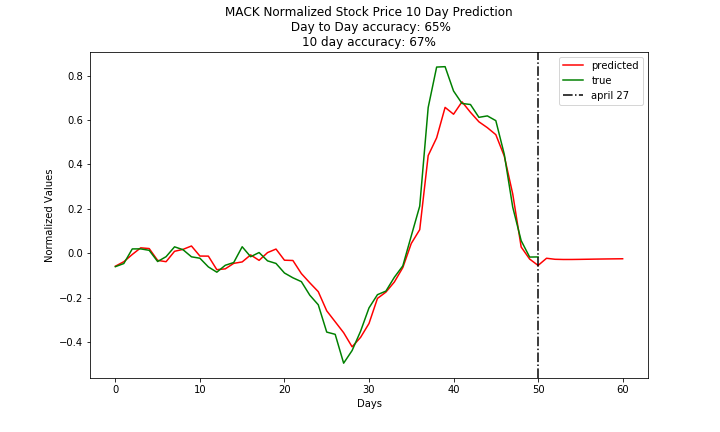 MACK Normalized Stock Price 10 Day Prediction
Day to Day accuracy: 65%
10 day accuracy: 67%
predicted
true
april 27
Normalized Values
0.8
0.6
0.4
0.2
0.0
−0.2
−0.4
0 10 20 30 40 50 60
Days